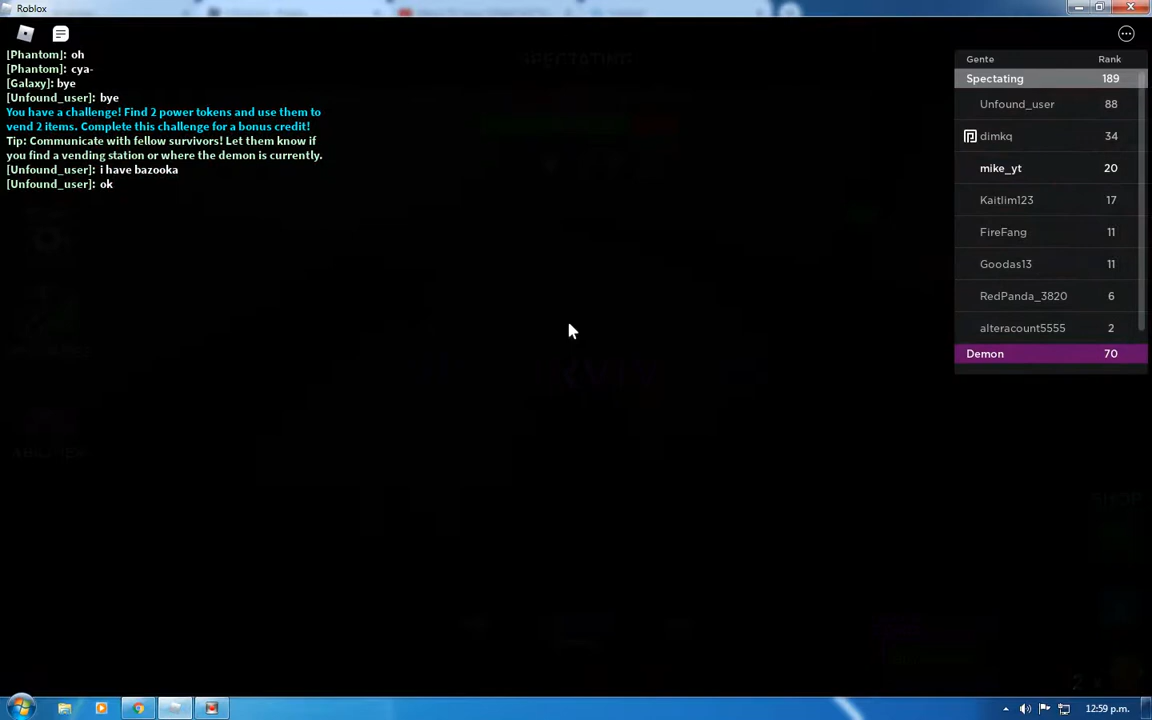 Roblox
[Phantom]: oh
[Phantom]: cya-
[Galaxy]: bye
[Unfound_user]: bye
You have a challenge! Find 2 power tokens and use them to
vend 2 items. Complete this challenge for a bonus credit!
Tip: Communicate with fellow survivors! Let them know if
you find a vending station or where the demon is currently.
[Unfound_user]: i have bazooka
[Unfound_user]: ok
SPECTATING
Gente Rank
Spectating 189
Unfound_user 88
dimkq 34
mike_yt 20
Kaitlim123 17
FireFang 11
Goodas13 11
RedPanda_3820 6
alteracount5555 2
Demon 70
ABILITIES
SHOP
12:59 p.m.